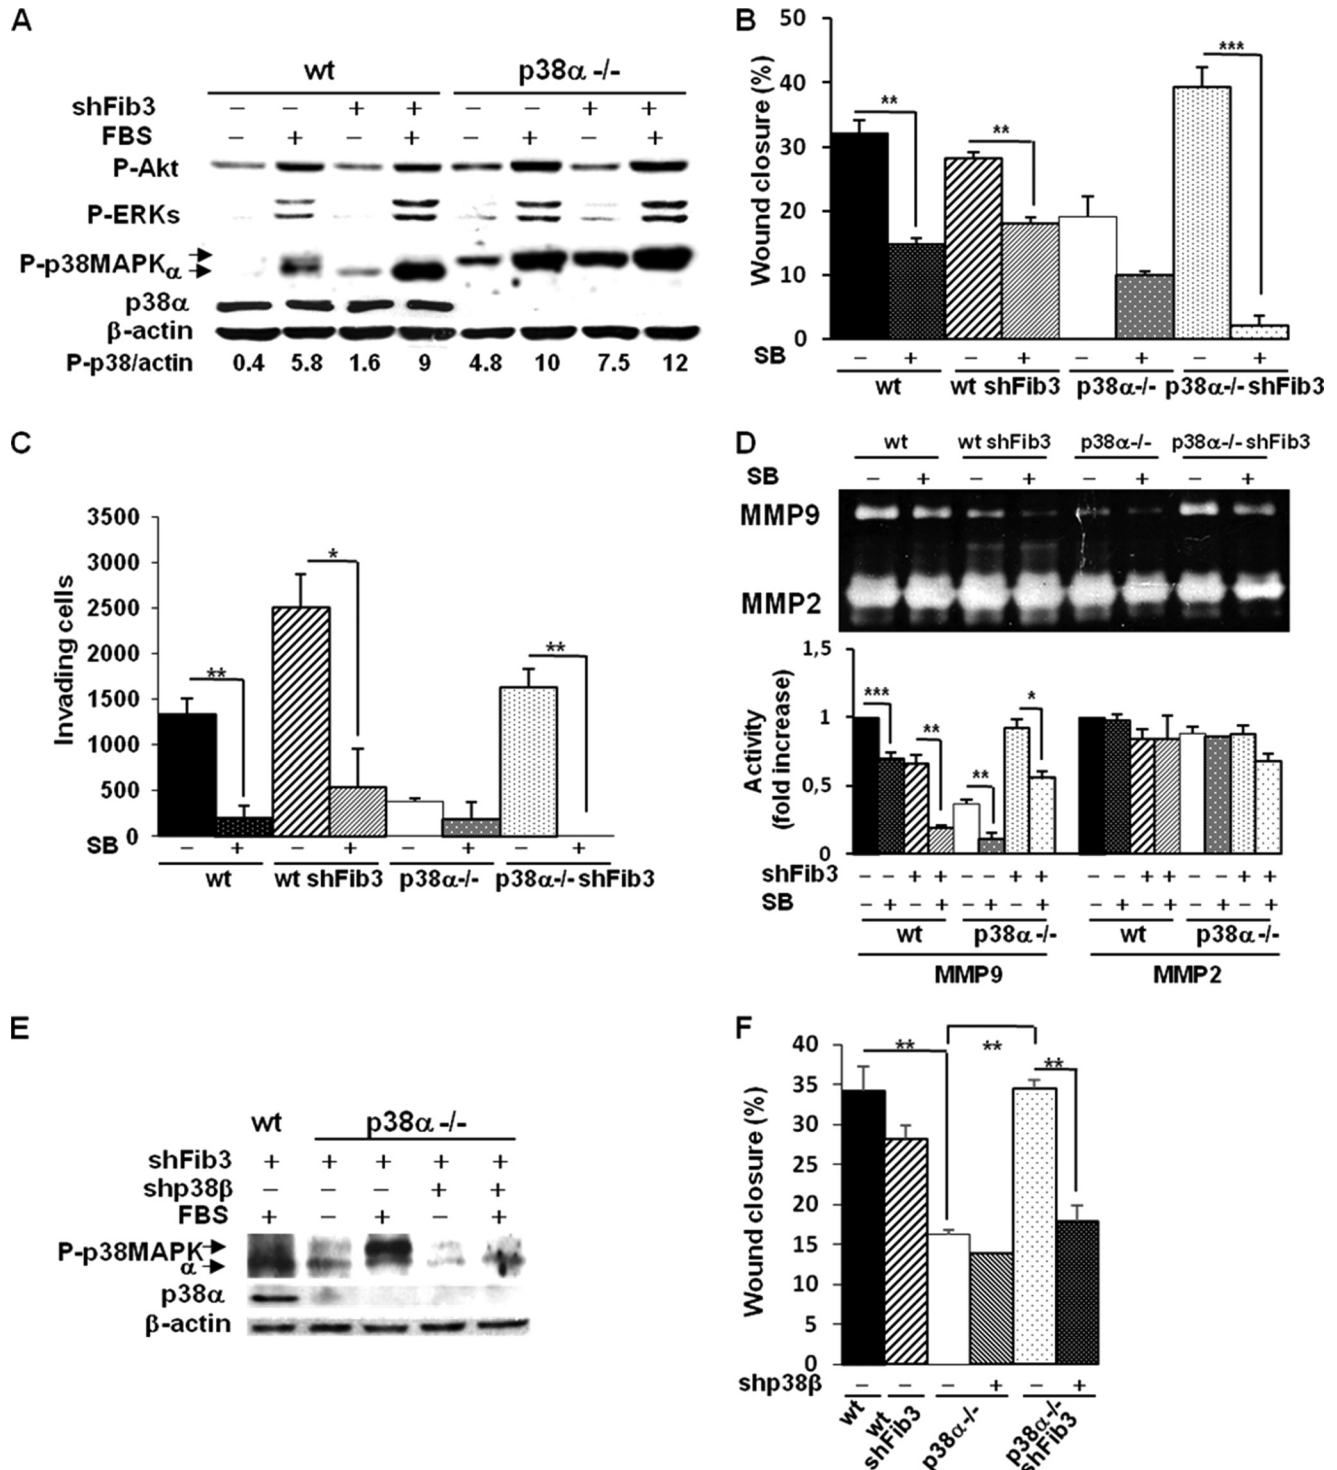 A
wt p38α -/-
shFib3 – – + + – – + +
FBS – + – + – + – +
P-Akt
P-ERKs
P-p38MAPK
α
p38α
β-actin
P-p38/actin 0.4 5.8 1.6 9 4.8 10 7.5 12
B
Wound closure (%)
50
40
30
20
10
0
** ** ***
SB – + – + – + – +
wt wt shFib3 p38α-/- p38α-/- shFib3
C
Invading cells
3500
3000
2500
2000
1500
1000
500
0
** * **
SB – + – + – + – +
wt wt shFib3 p38α-/- p38α-/- shFib3
D
wt wt shFib3 p38α-/- p38α-/- shFib3
SB – + – + – + – +
MMP9
MMP2
Activity
(fold increase)
1,5
1
0,5
0
*** ** ** *
shFib3 – – + + – – + + – – + + – – + +
SB – + – + – + – + – + – + – + – +
wt p38α -/- wt p38α-/-
MMP9 MMP2
E
wt p38α -/-
shFib3 + + + + +
shp38β – – – + +
FBS + – + – +
P-p38MAPK
α
p38α
β-actin
F
Wound closure (%)
40
35
30
25
20
15
10
5
0
** ** **
shp38β – – – + – +
wt
wt
shFib3
p38α-/-
p38α-/-
shFib3